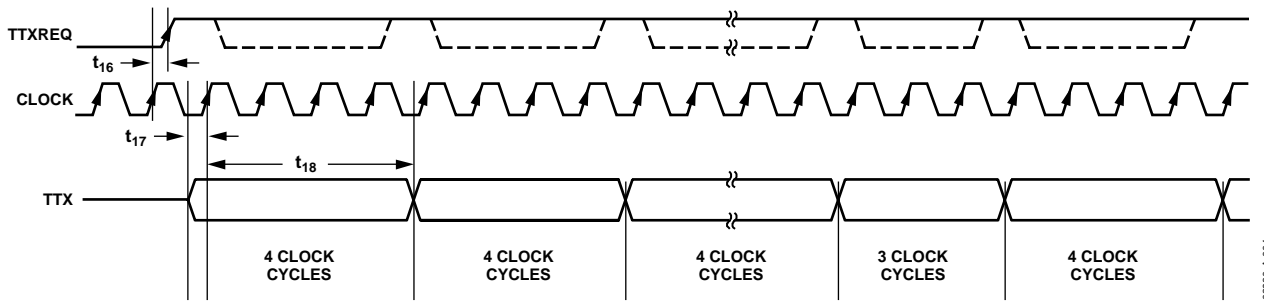 TTXREQ
t16
CLOCK
t17
t18
TTX
4 CLOCK
CYCLES
4 CLOCK
CYCLES
4 CLOCK
CYCLES
3 CLOCK
CYCLES
4 CLOCK
CYCLES